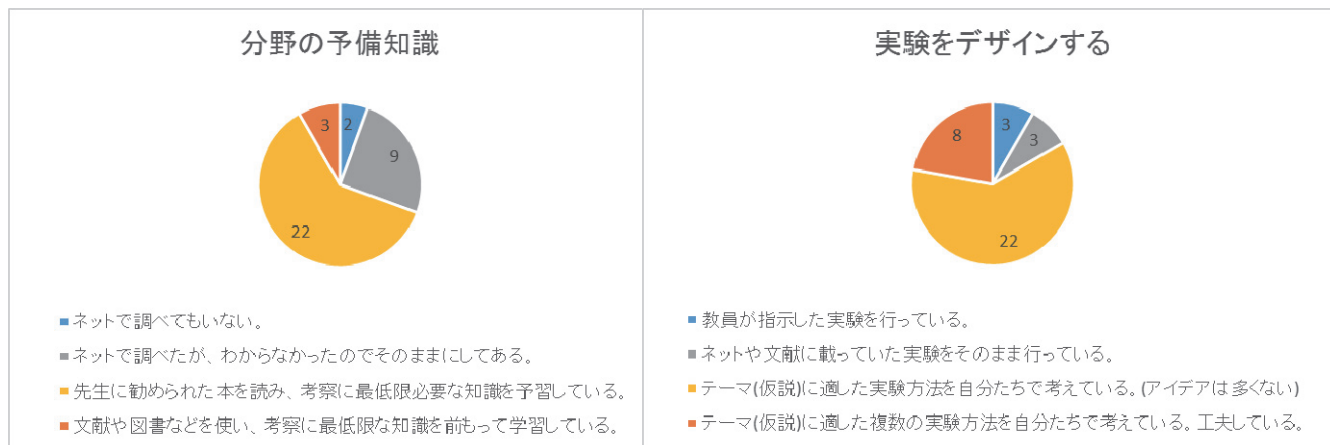 分野の予備知識
2
9
22
3
■ネットで調べてもいない。
■ネットで調べたが、わからなかったのでそのままにしてある。
■先生に勧められた本を読み、考察に最低限必要な知識を予習している。
■文献や図書などを使い、考察に最低限な知識を前もって学習している。
実験をデザインする
3
3
22
8
■教員が指示した実験を行っている。
■ネットや文献に載っていた実験をそのまま行っている。
■テーマ(仮説)に適した実験方法を自分たちで考えている。(アイデアは多くない)
■テーマ(仮説)に適した複数の実験方法を自分たちで考えている。工夫している。